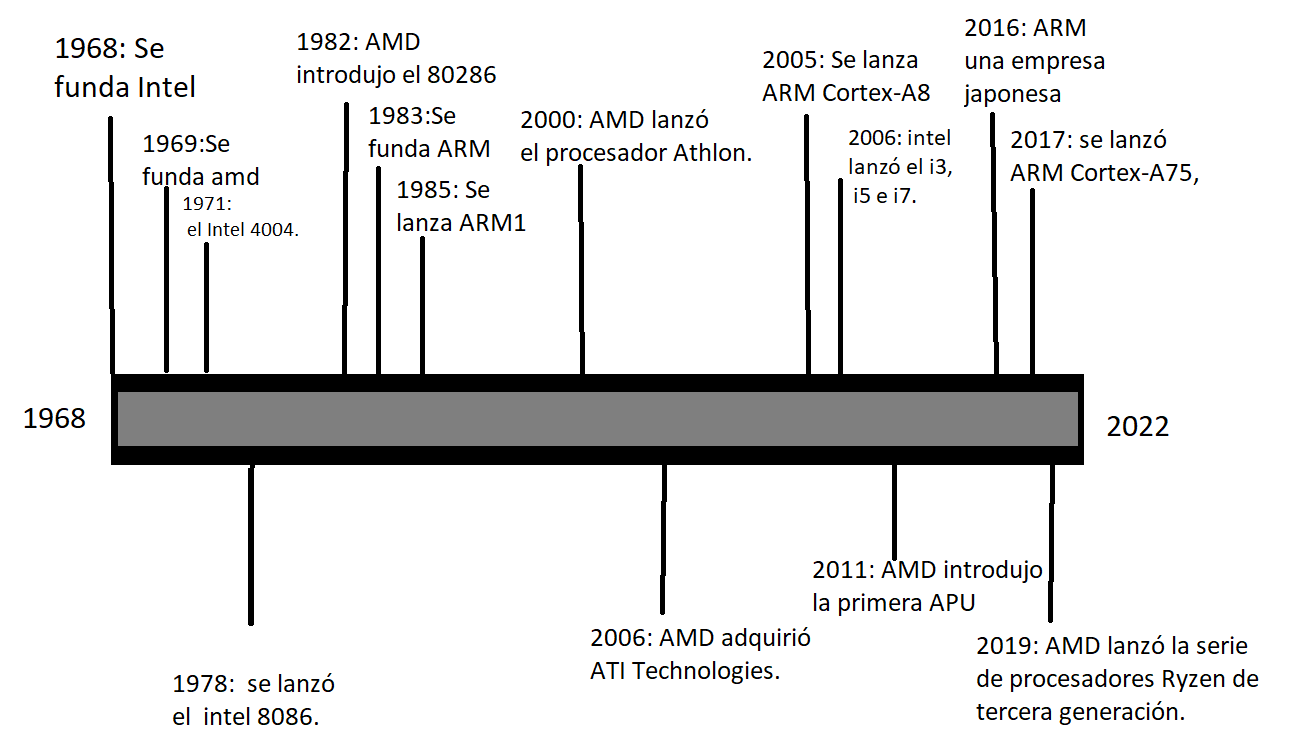 1968: Se
funda Intel
1969:Se
funda amd
1971:
el Intel 4004.
1982: AMD
introdujo el 80286
1983:Se
funda ARM
1985: Se
lanza ARM1
2000: AMD lanzó
el procesador Athlon.
2005: Se lanza
ARM Cortex-A8
2006: intel
lanzó el i3,
i5 e i7.
2016: ARM
una empresa
japonesa
2017: se lanzó
ARM Cortex-A75,
1968
2022
1978:  se lanzó
el  intel 8086.
2006: AMD adquirió
ATI Technologies.
2011: AMD introdujo
la primera APU
2019: AMD lanzó la serie
de procesadores Ryzen de
tercera generación.